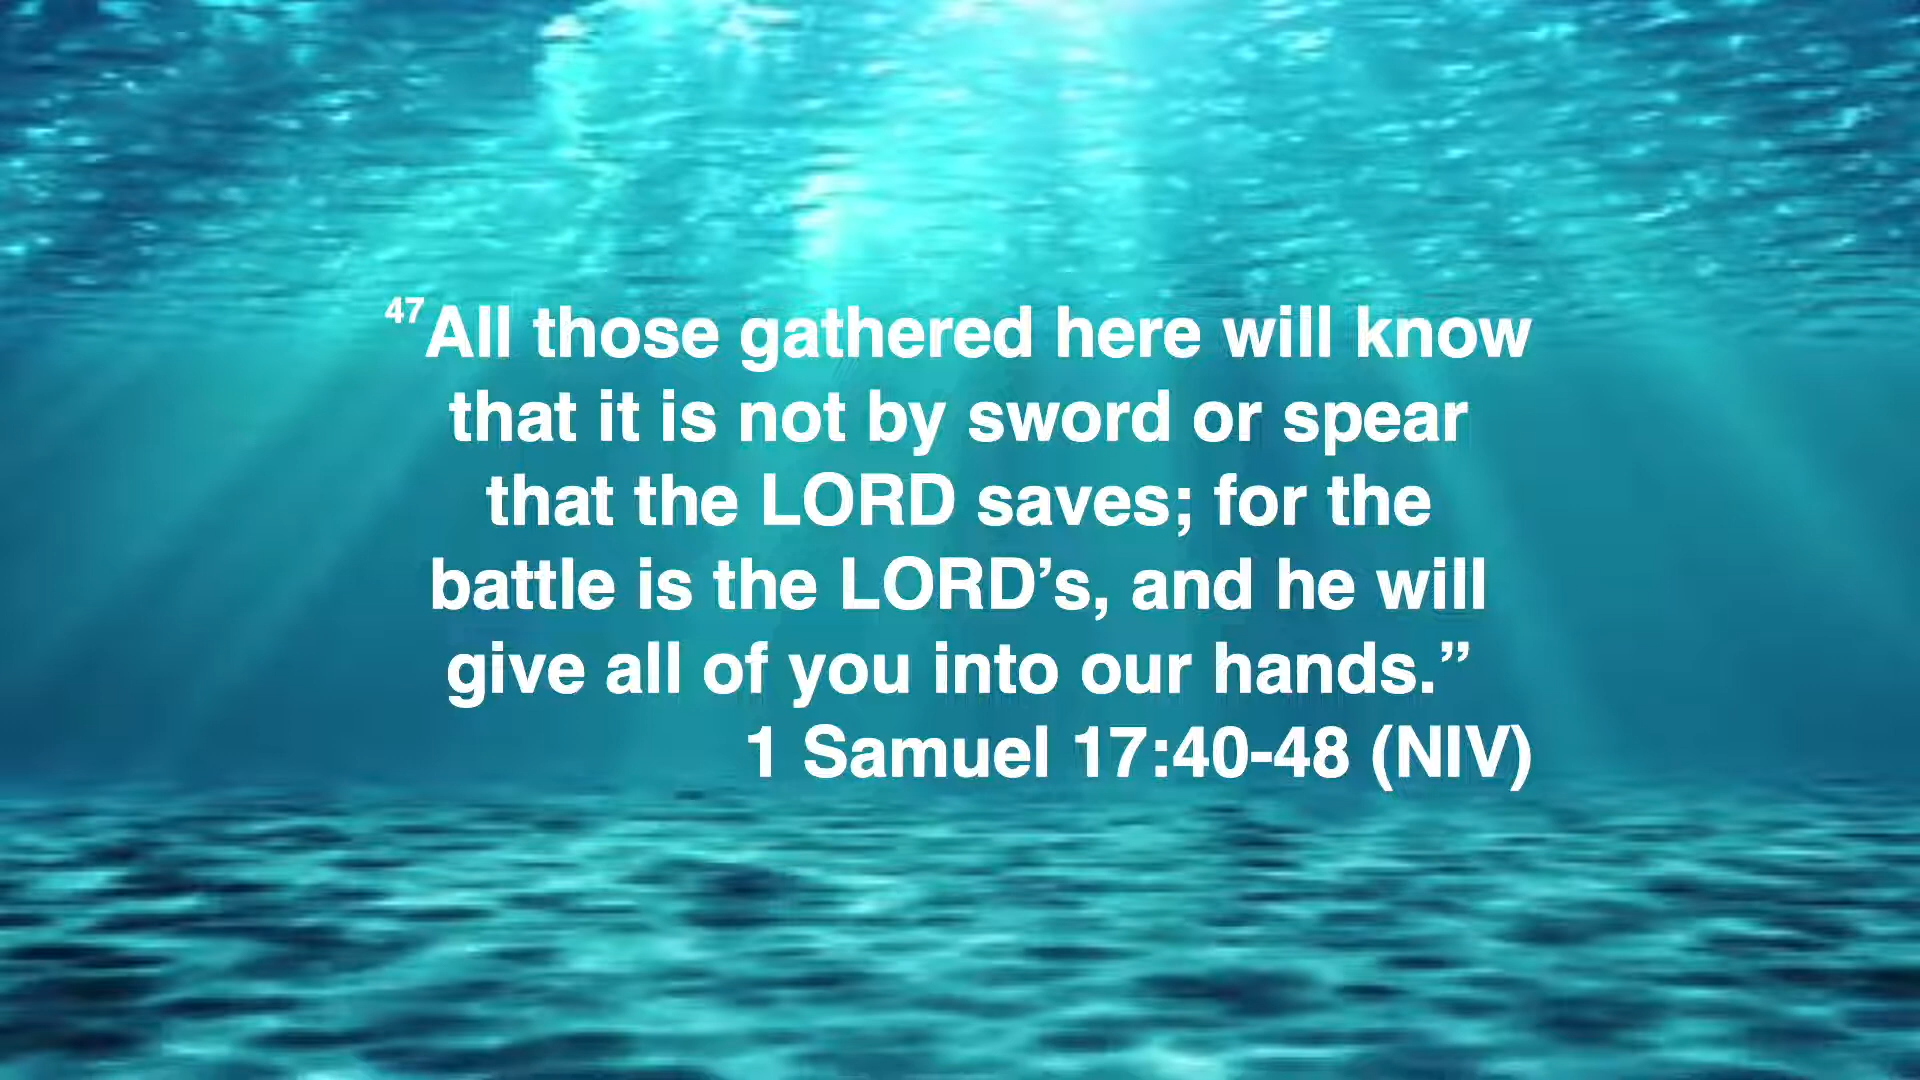 47All those gathered here will know
that it is not by sword or spear
that the LORD saves; for the
battle is the LORD’s, and he will
give all of you into our hands.”
1 Samuel 17:40-48 (NIV)